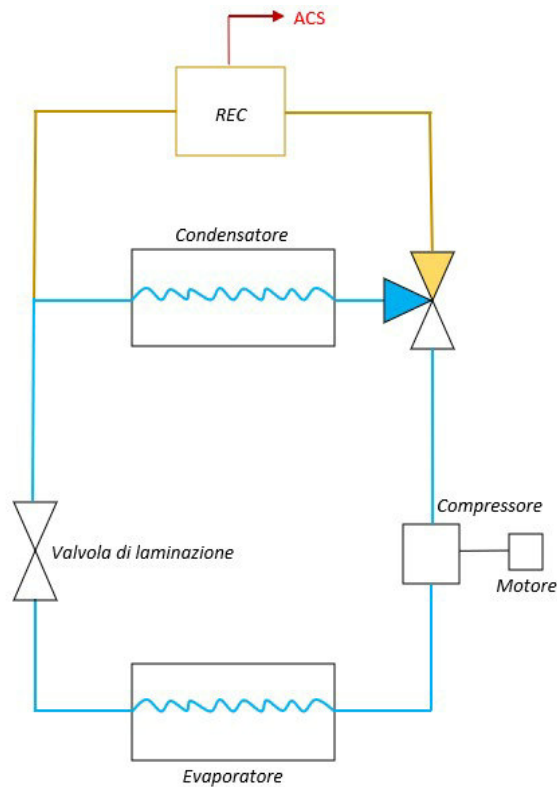 ACS
REC
Condensatore
Compressore
Valvola di laminazione
Motore
Evaporatore